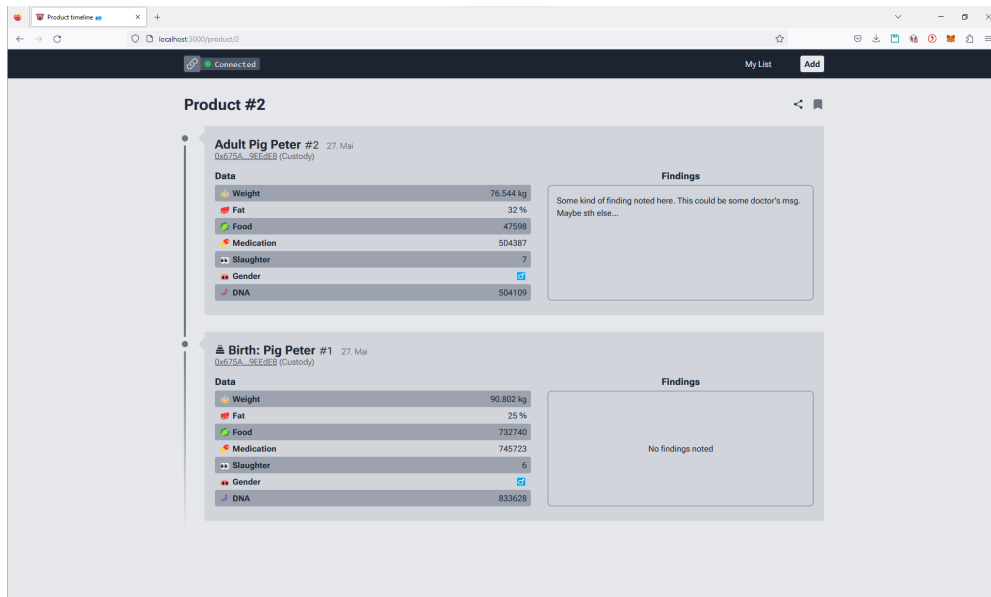 Product timeline
localhost:3000/product/2
Connected
My List
Add
Product #2
Adult Pig Peter #2 27. Mai
0x675A...9EEdE8 (Custody)
Data
Findings
Weight 76.544 kg
Fat 32 %
Food 47598
Medication 504387
Slaughter 7
Gender ♂
DNA 504109
Some kind of finding noted here. This could be some doctor's msg.
Maybe sth else...
Birth: Pig Peter #1 27. Mai
0x675A...9EEdE8 (Custody)
Data
Findings
Weight 90.802 kg
Fat 25 %
Food 732740
Medication 745723
Slaughter 6
Gender ♂
DNA 833628
No findings noted